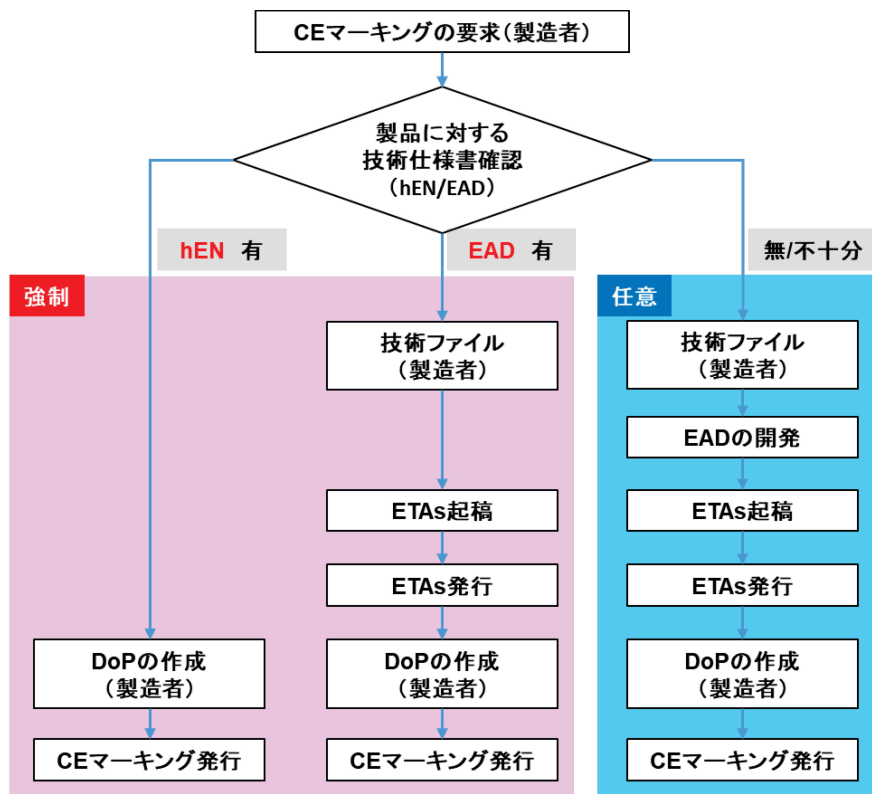 CEマーキングの要求(製造者)
製品に対する
技術仕様書確認
(hEN/EAD)
hEN 有
EAD 有
無/不十分
強制
任意
技術ファイル
(製造者)
技術ファイル
(製造者)
EADの開発
ETAs起稿
ETAs起稿
ETAs発行
ETAs発行
DoPの作成
(製造者)
DoPの作成
(製造者)
DoPの作成
(製造者)
CEマーキング発行
CEマーキング発行
CEマーキング発行